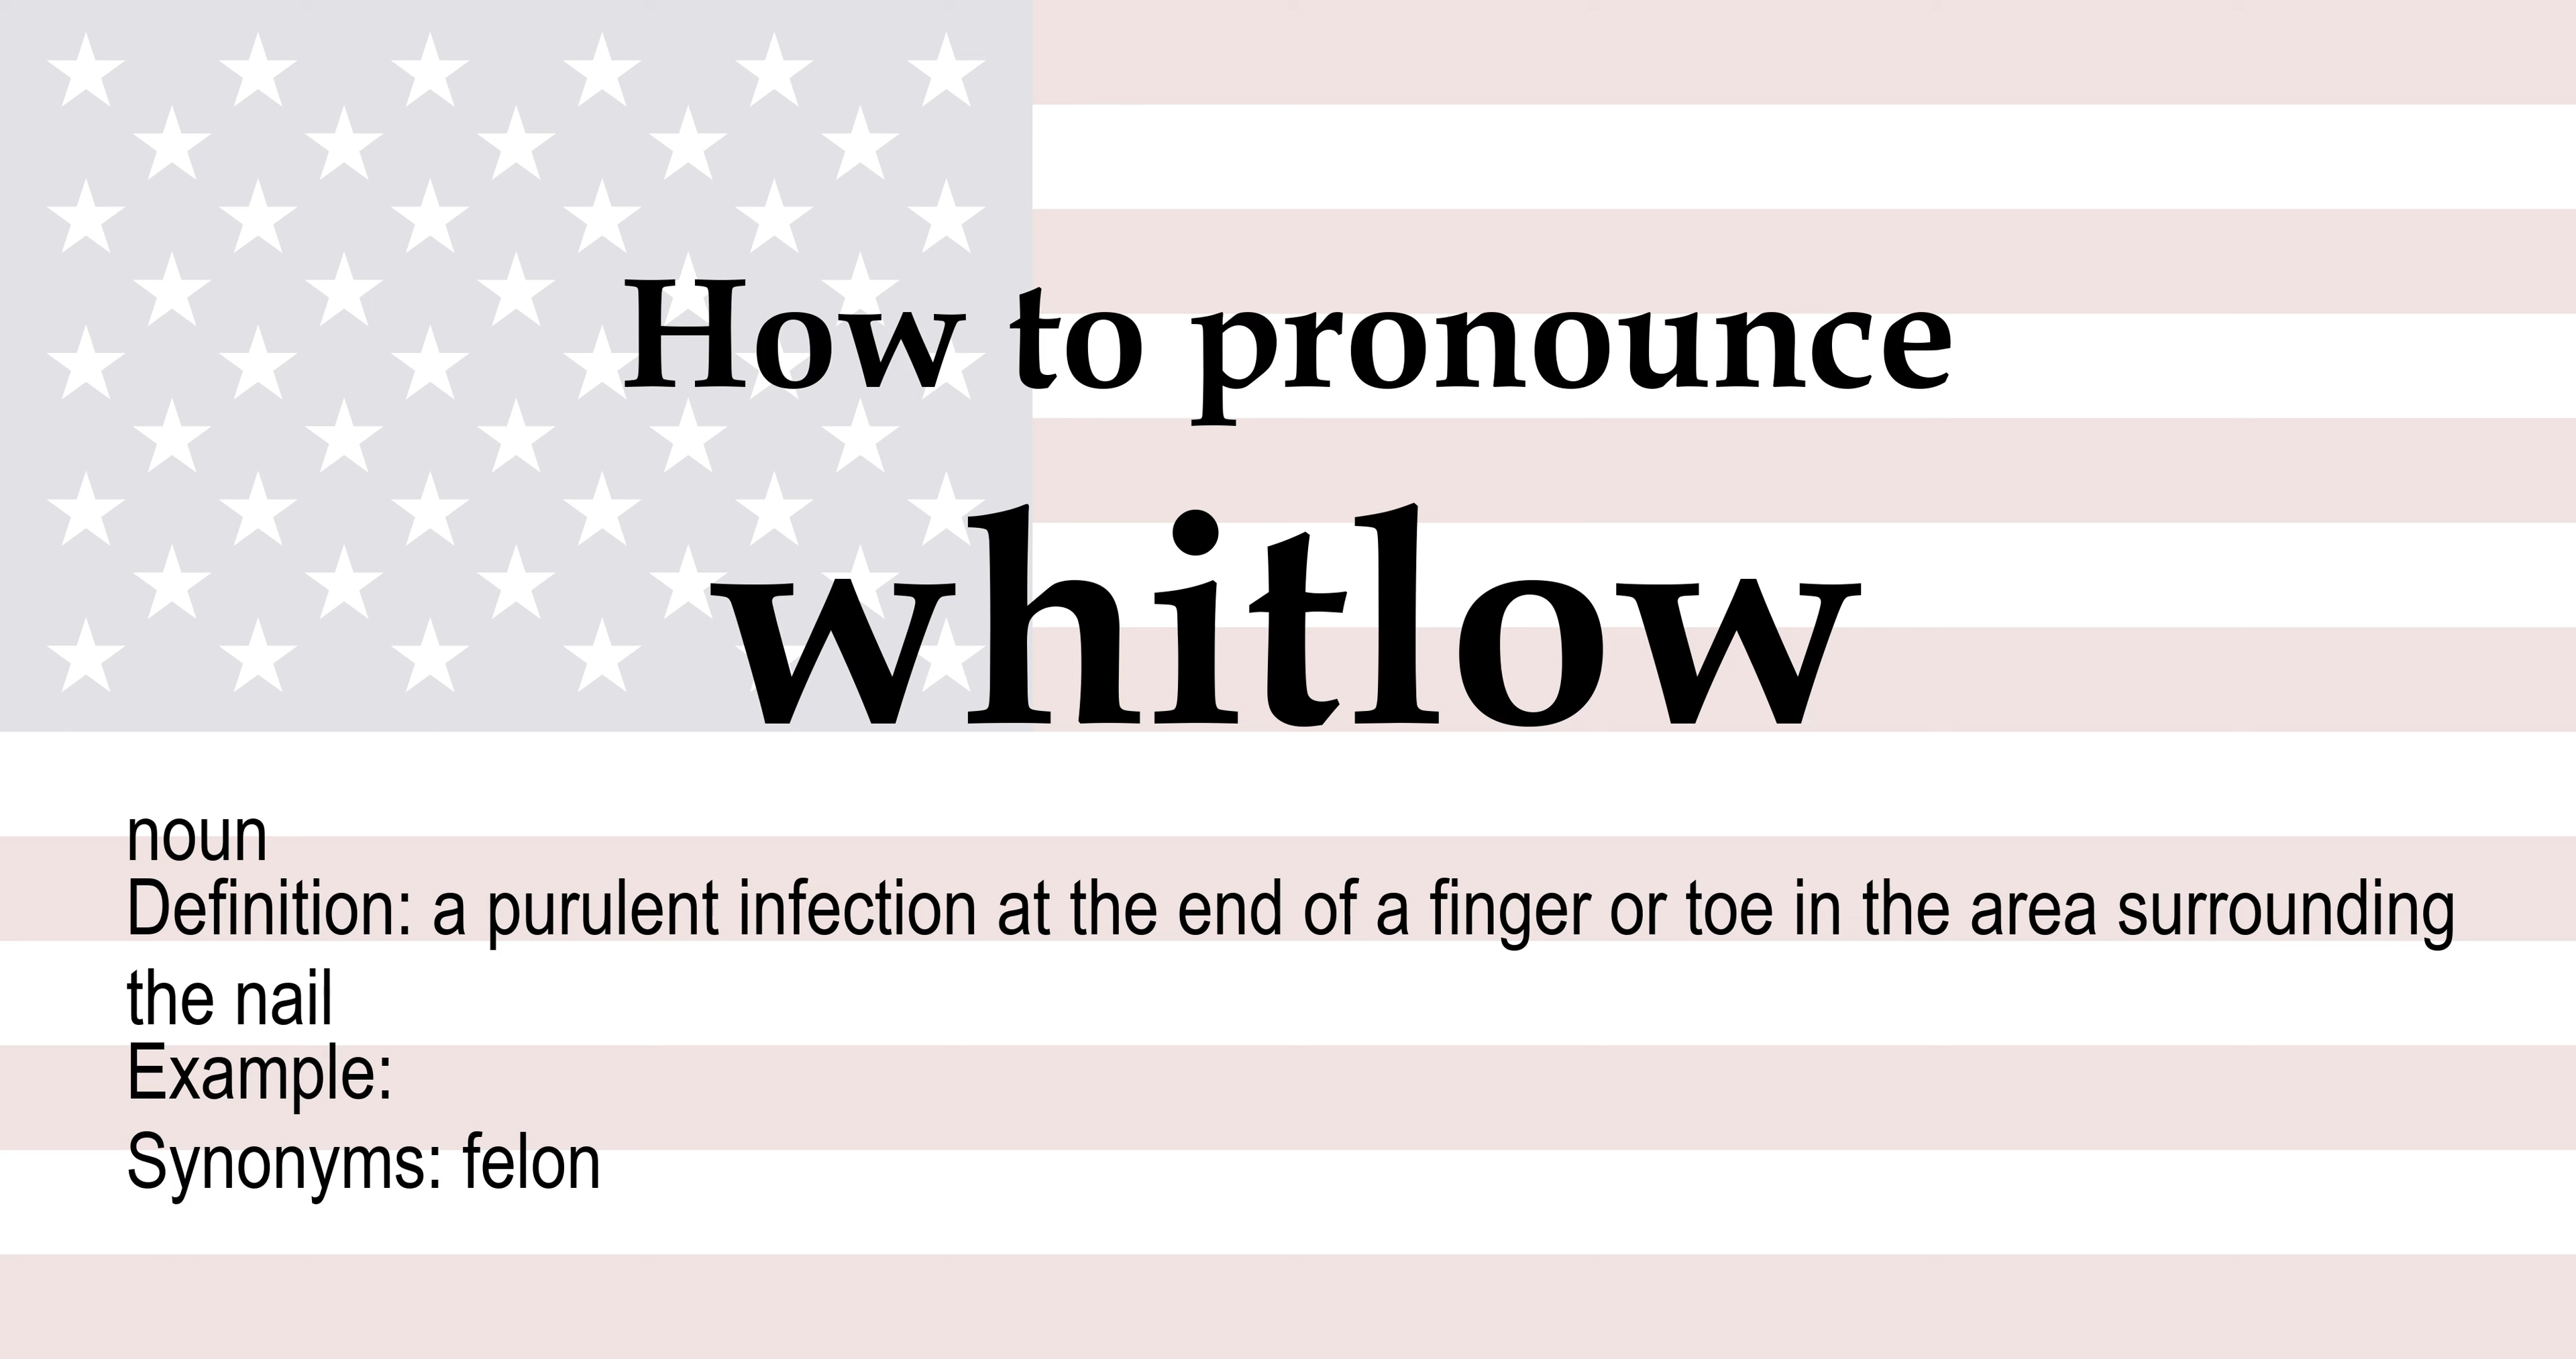 How to pronounce
whitlow
noun
Definition: a purulent infection at the end of a finger or toe in the area surrounding
the nail
Example:
Synonyms: felon